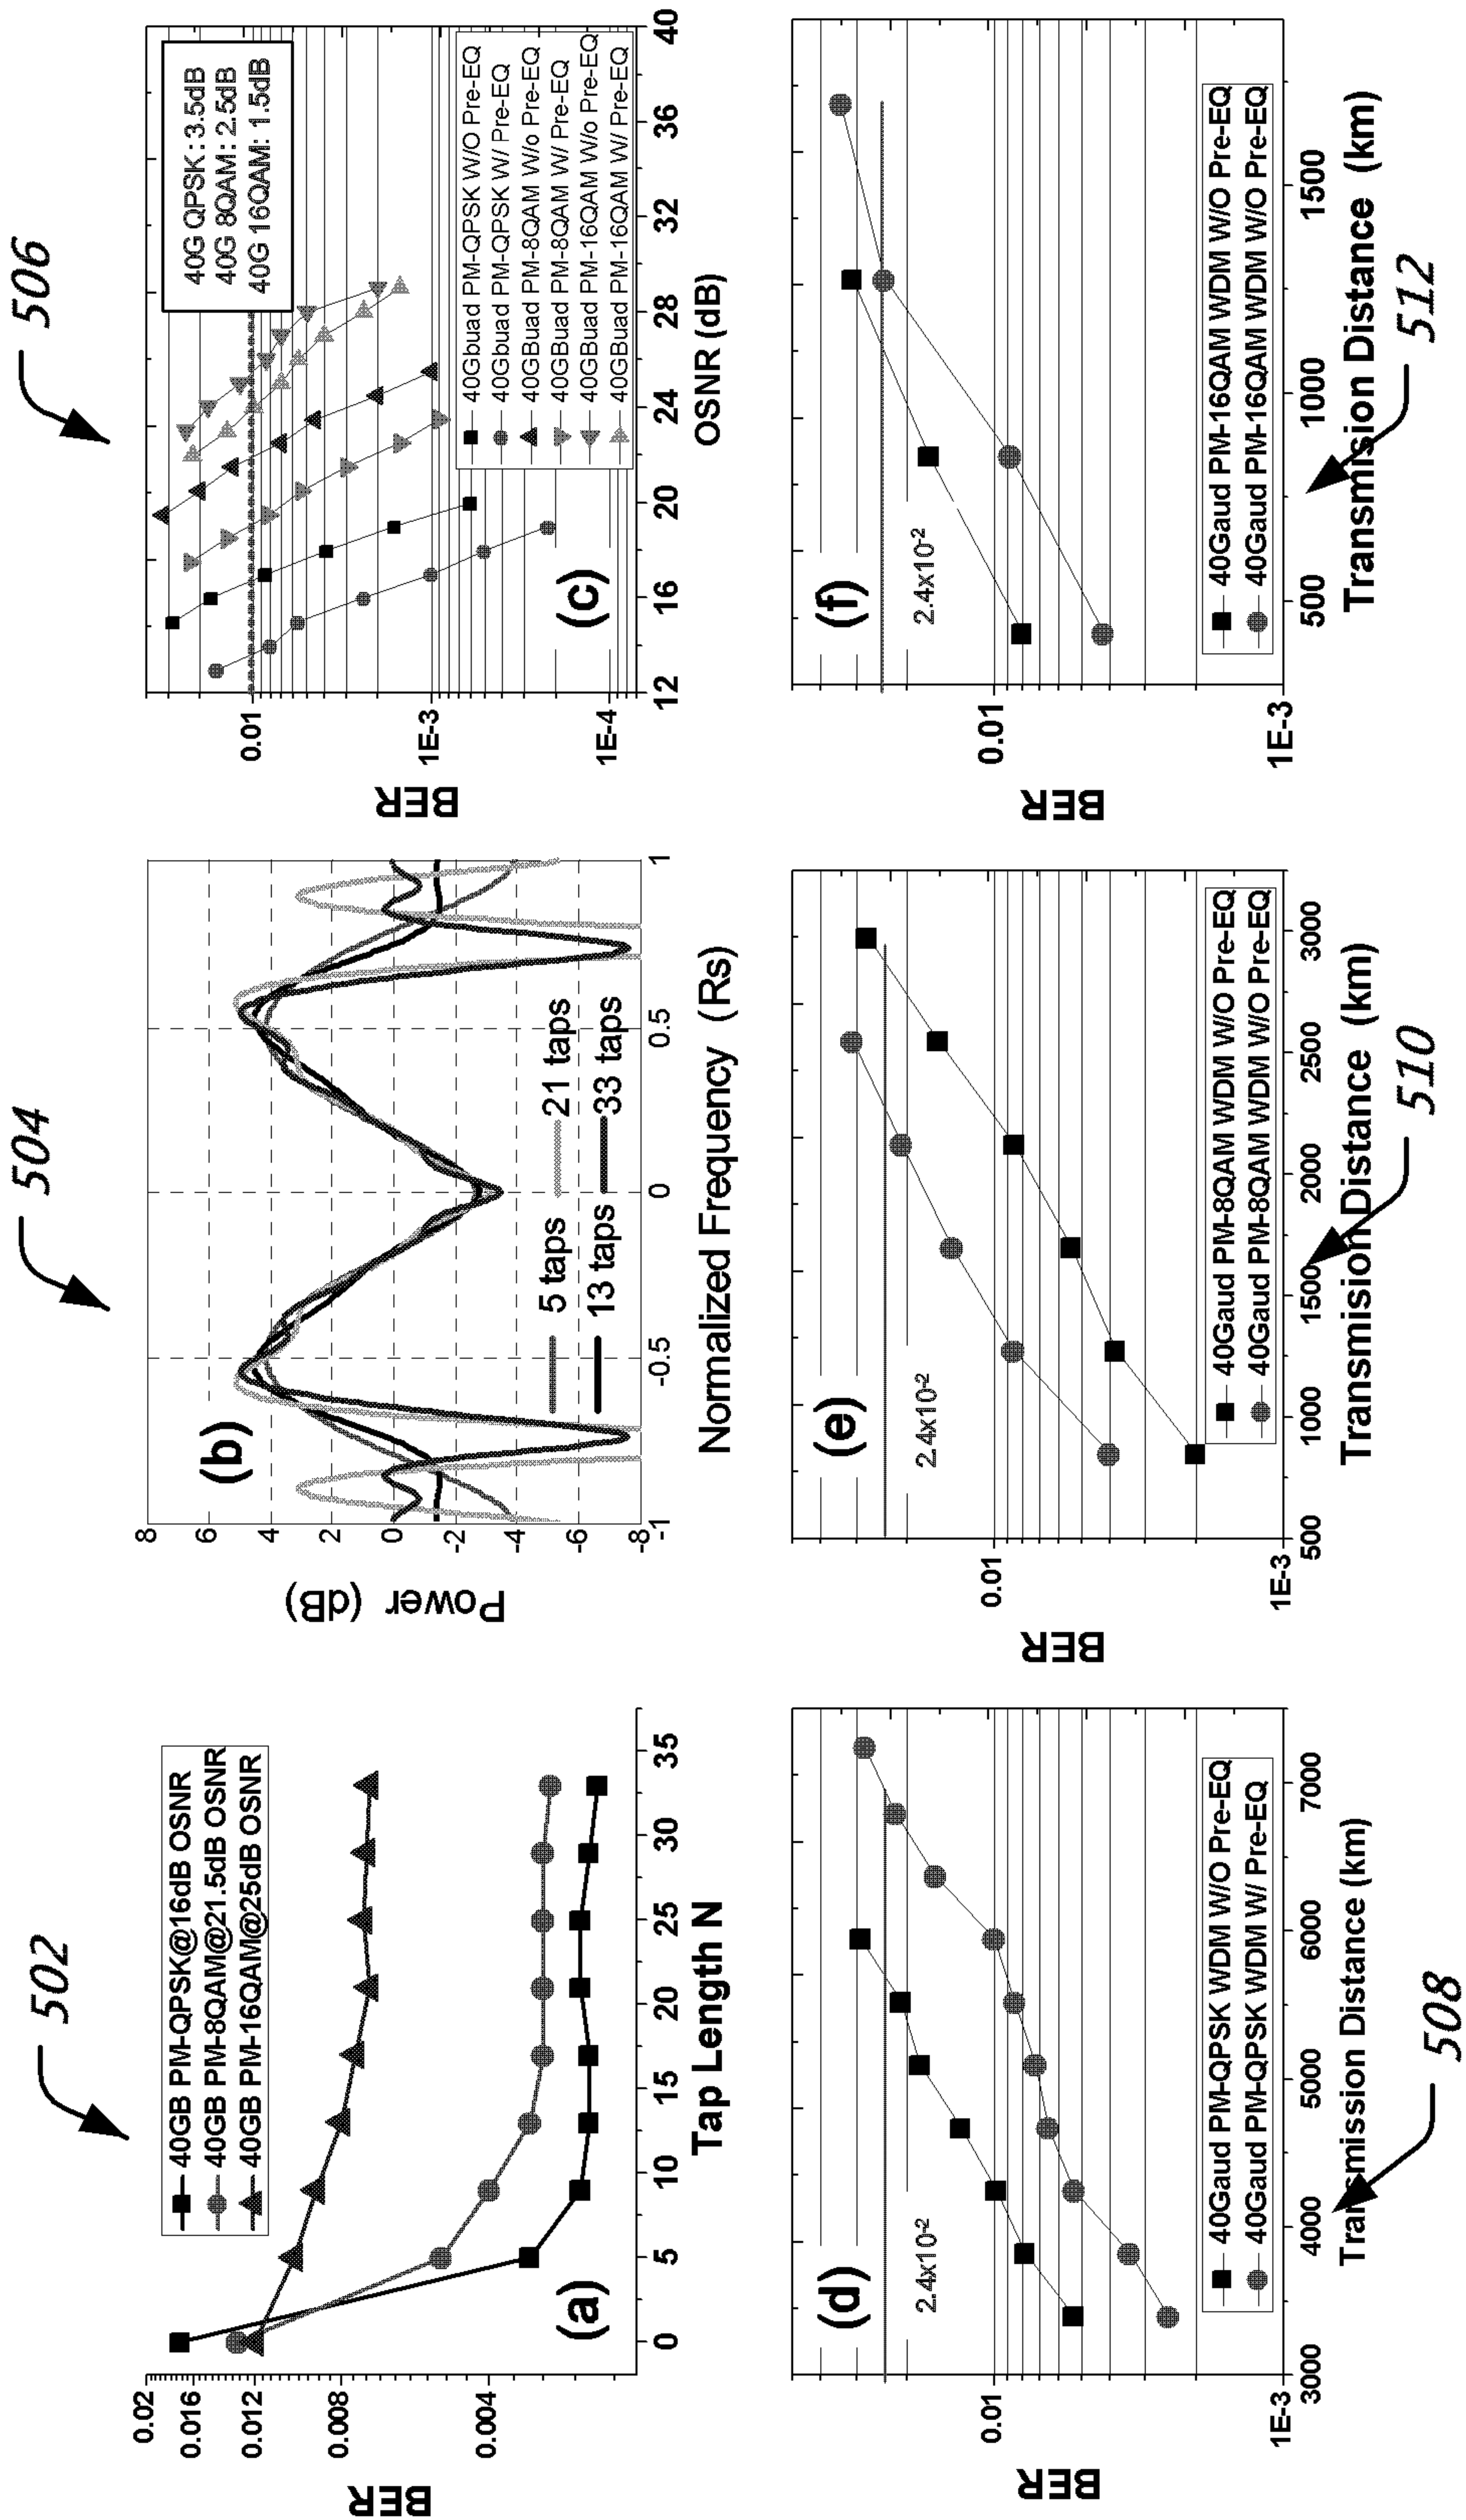 502
BER
0.02
0.016
0.012
0.008
0.004
40GB PM-QPSK@16dB OSNR
40GB PM-8QAM@21.5dB OSNR
40GB PM-16QAM@25dB OSNR
(a)
0 5 10 15 20 25 30 35
Tap Length N
504
Power (dB)
8
6
4
2
0
-2
-4
-6
-8
(b)
5 taps
21 taps
13 taps
33 taps
-1 -0.5 0 0.5 1
Normalized Frequency (Rs)
506
BER
0.01
1E-3
1E-4
40G QPSK: 3.5dB
40G 8QAM: 2.5dB
40G 16QAM: 1.5dB
(c)
40Gbuad PM-QPSK W/O Pre-EQ
40Gbuad PM-QPSK W/ Pre-EQ
40GBuad PM-8QAM W/o Pre-EQ
40GBuad PM-8QAM W/ Pre-EQ
40GBuad PM-16QAM W/o Pre-EQ
40GBuad PM-16QAM W/ Pre-EQ
12 16 20 24 28 32 36 40
OSNR (dB)
BER
0.01
1E-3
(d)
2.4x10-2
40Gaud PM-QPSK WDM W/O Pre-EQ
40Gaud PM-QPSK WDM W/ Pre-EQ
3000 4000 5000 6000 7000
Transmission Distance (km)
508
BER
0.01
1E-3
(e)
2.4x10-2
40Gaud PM-8QAM WDM W/O Pre-EQ
40Gaud PM-8QAM WDM W/O Pre-EQ
500 1000 1500 2000 2500 3000
Transmision Distance (km)
510
BER
0.01
1E-3
(f)
2.4x10-2
40Gaud PM-16QAM WDM W/O Pre-EQ
40Gaud PM-16QAM WDM W/O Pre-EQ
500 1000 1500
Transmision Distance (km)
512